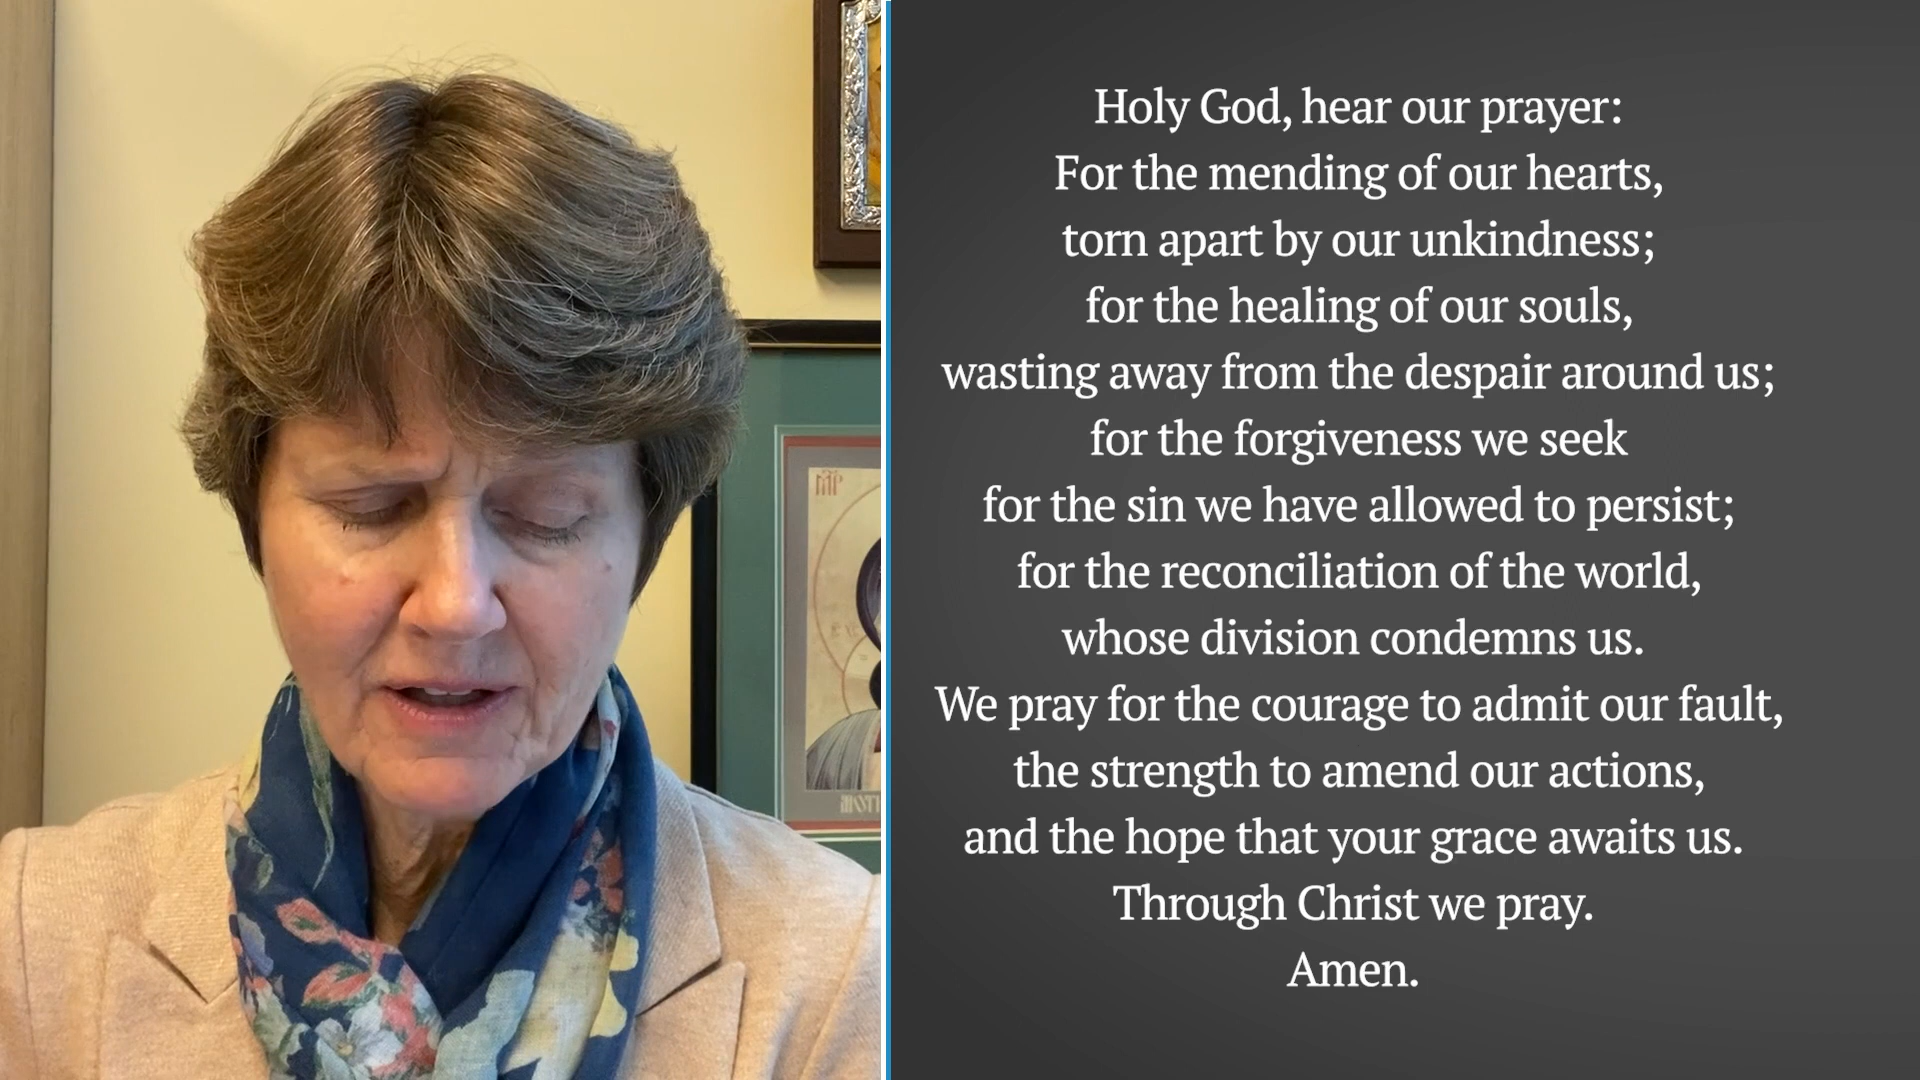 Holy God, hear our prayer:
For the mending of our hearts,
torn apart by our unkindness;
for the healing of our souls,
wasting away from the despair around us;
for the forgiveness we seek
for the sin we have allowed to persist;
for the reconciliation of the world,
whose division condemns us.
We pray for the courage to admit our fault,
the strength to amend our actions,
and the hope that your grace awaits us.
Through Christ we pray.
Amen.